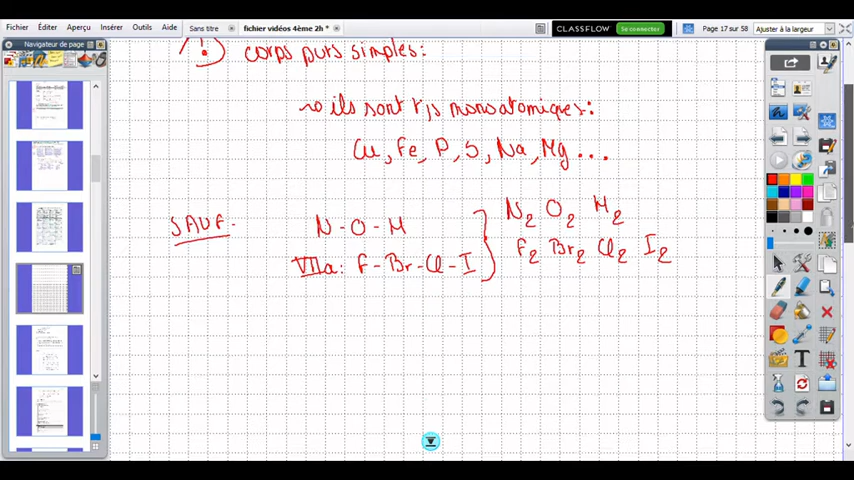 Fichier Éditer Aperçu Insérer Outils Aide Sans titre fichier vidéos 4ème 2h * CLASSFLOW Se connecter Page 17 sur 58 Ajuster à la largeur
Navigateur de page
/!\ corps purs simples:
ils sont tjs monoatomiques:
Cu, Fe, P, S, Na, Mg ...
SAUF. N - O - H } N2 O2 H2
VIIa: F - Br - Cl - I F2 Br2 Cl2 I2